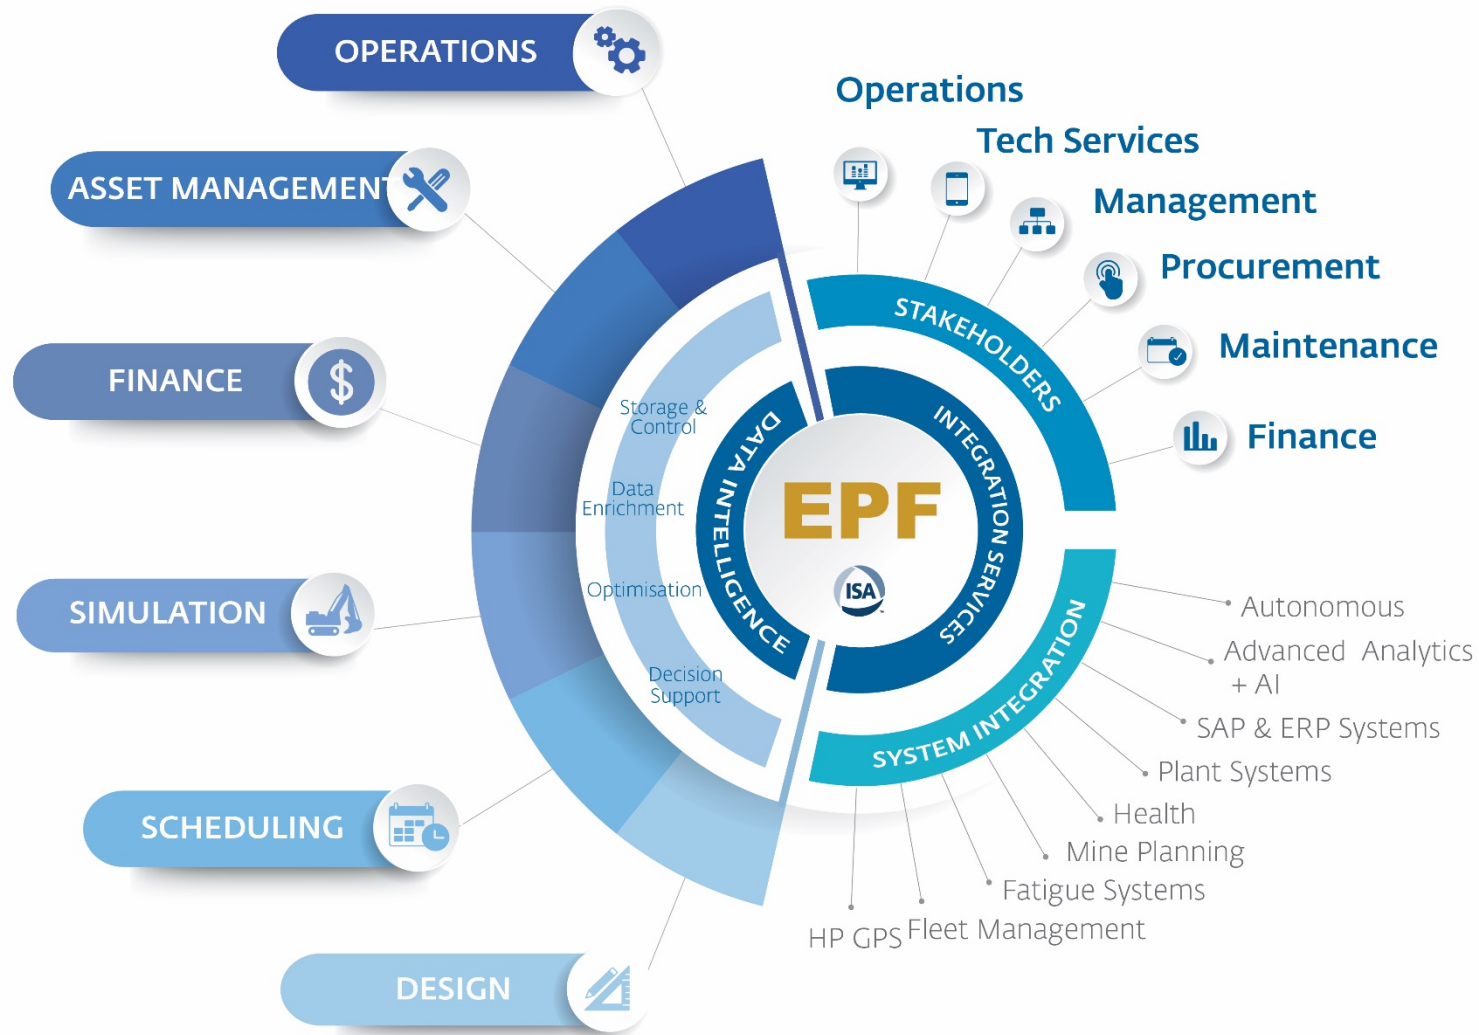 OPERATIONS
ASSET MANAGEMENT
FINANCE
SIMULATION
SCHEDULING
DESIGN
Storage &
Control
Data
Enrichment
Optimisation
Decision
Support
DATA INTELLIGENCE
EPF
ISA
INTEGRATION SERVICES
STAKEHOLDERS
Operations
Tech Services
Management
Procurement
Maintenance
Finance
SYSTEM INTEGRATION
Autonomous
Advanced Analytics
+ AI
SAP & ERP Systems
Plant Systems
Health
Mine Planning
Fatigue Systems
Fleet Management
HP GPS